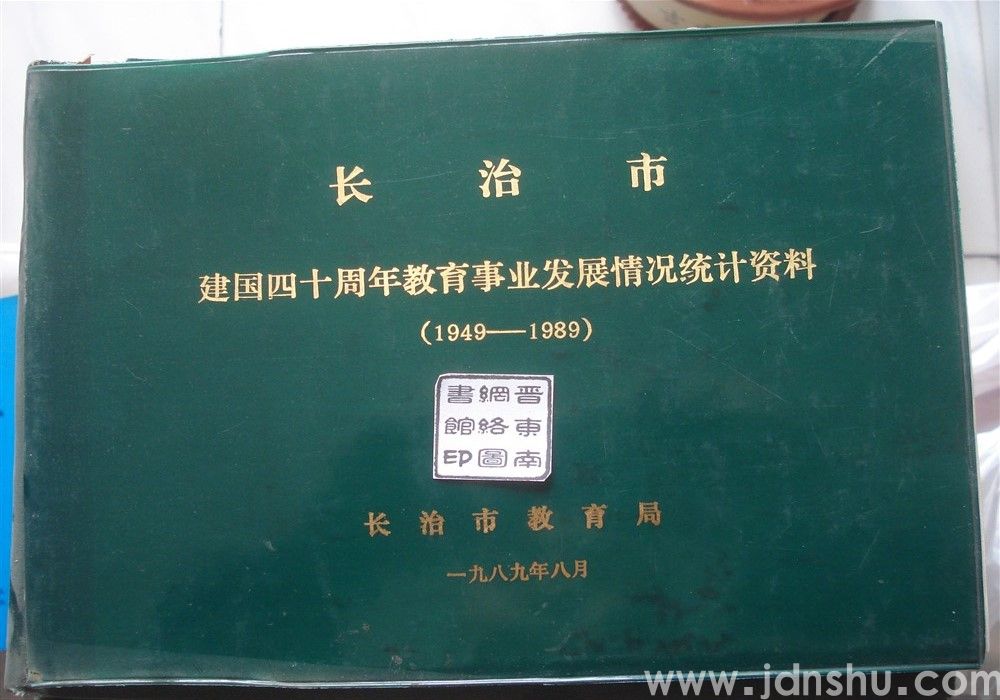 长治市
建国四十周年教育事业发展情况统计资料
(1949——1989)
晋東南
網絡圖
書館印
长治市教育局
一九八九年八月
www.jdnshu.com